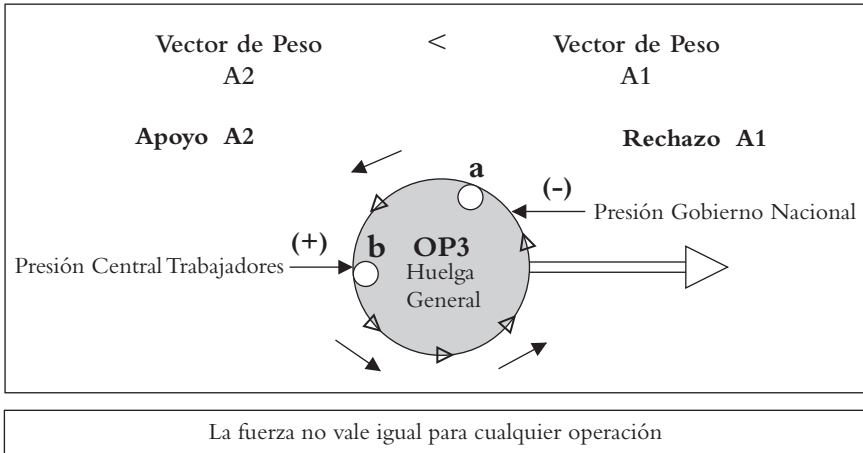 Vector de Peso < Vector de Peso
A2 A1
Apoyo A2 Rechazo A1
a
(-)
Presión Gobierno Nacional
(+)
b OP3
Presión Central Trabajadores
Huelga
General
La fuerza no vale igual para cualquier operación